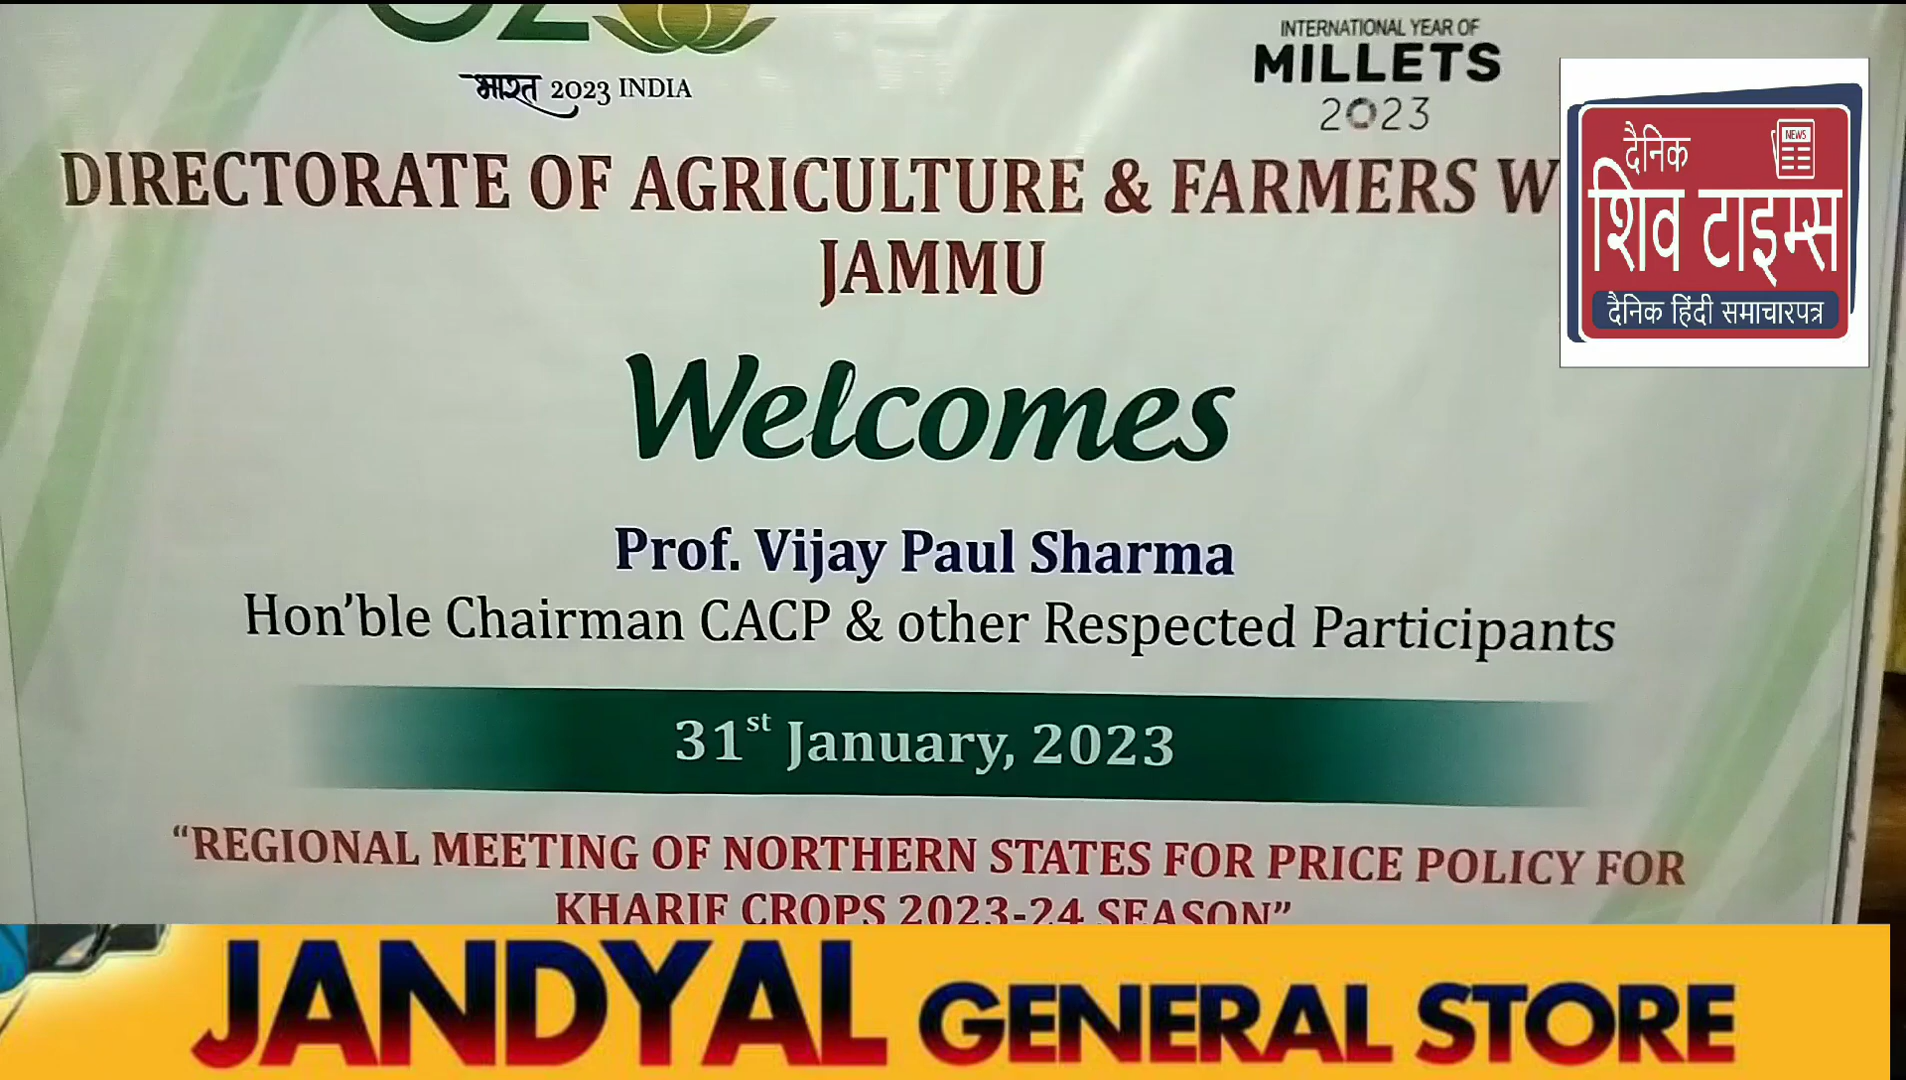 भारत 2023 INDIA
INTERNATIONAL YEAR OF
MILLETS
2023
DIRECTORATE OF AGRICULTURE & FARMERS W
JAMMU
Welcomes
Prof. Vijay Paul Sharma
Hon'ble Chairman CACP & other Respected Participants
31st January, 2023
“REGIONAL MEETING OF NORTHERN STATES FOR PRICE POLICY FOR
KHARIF CROPS 2023-24 SEASON”
NEWS
दैनिक
शिव टाइम्स
दैनिक हिंदी समाचारपत्र
JANDYAL GENERAL STORE